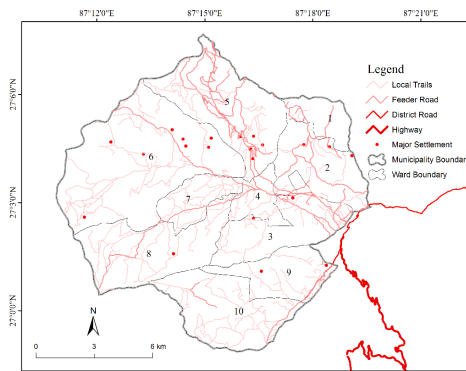 87°12'0"E 87°15'0"E 87°18'0"E 87°21'0"E
27°6'0"N
27°3'0"N
27°0'0"N
Legend
Local Trails
Feeder Road
District Road
Highway
Major Settlement
Municipality Boundary
Ward Boundary
5
1
6
2
7
4
3
8
9
10
N
0 3 6 km